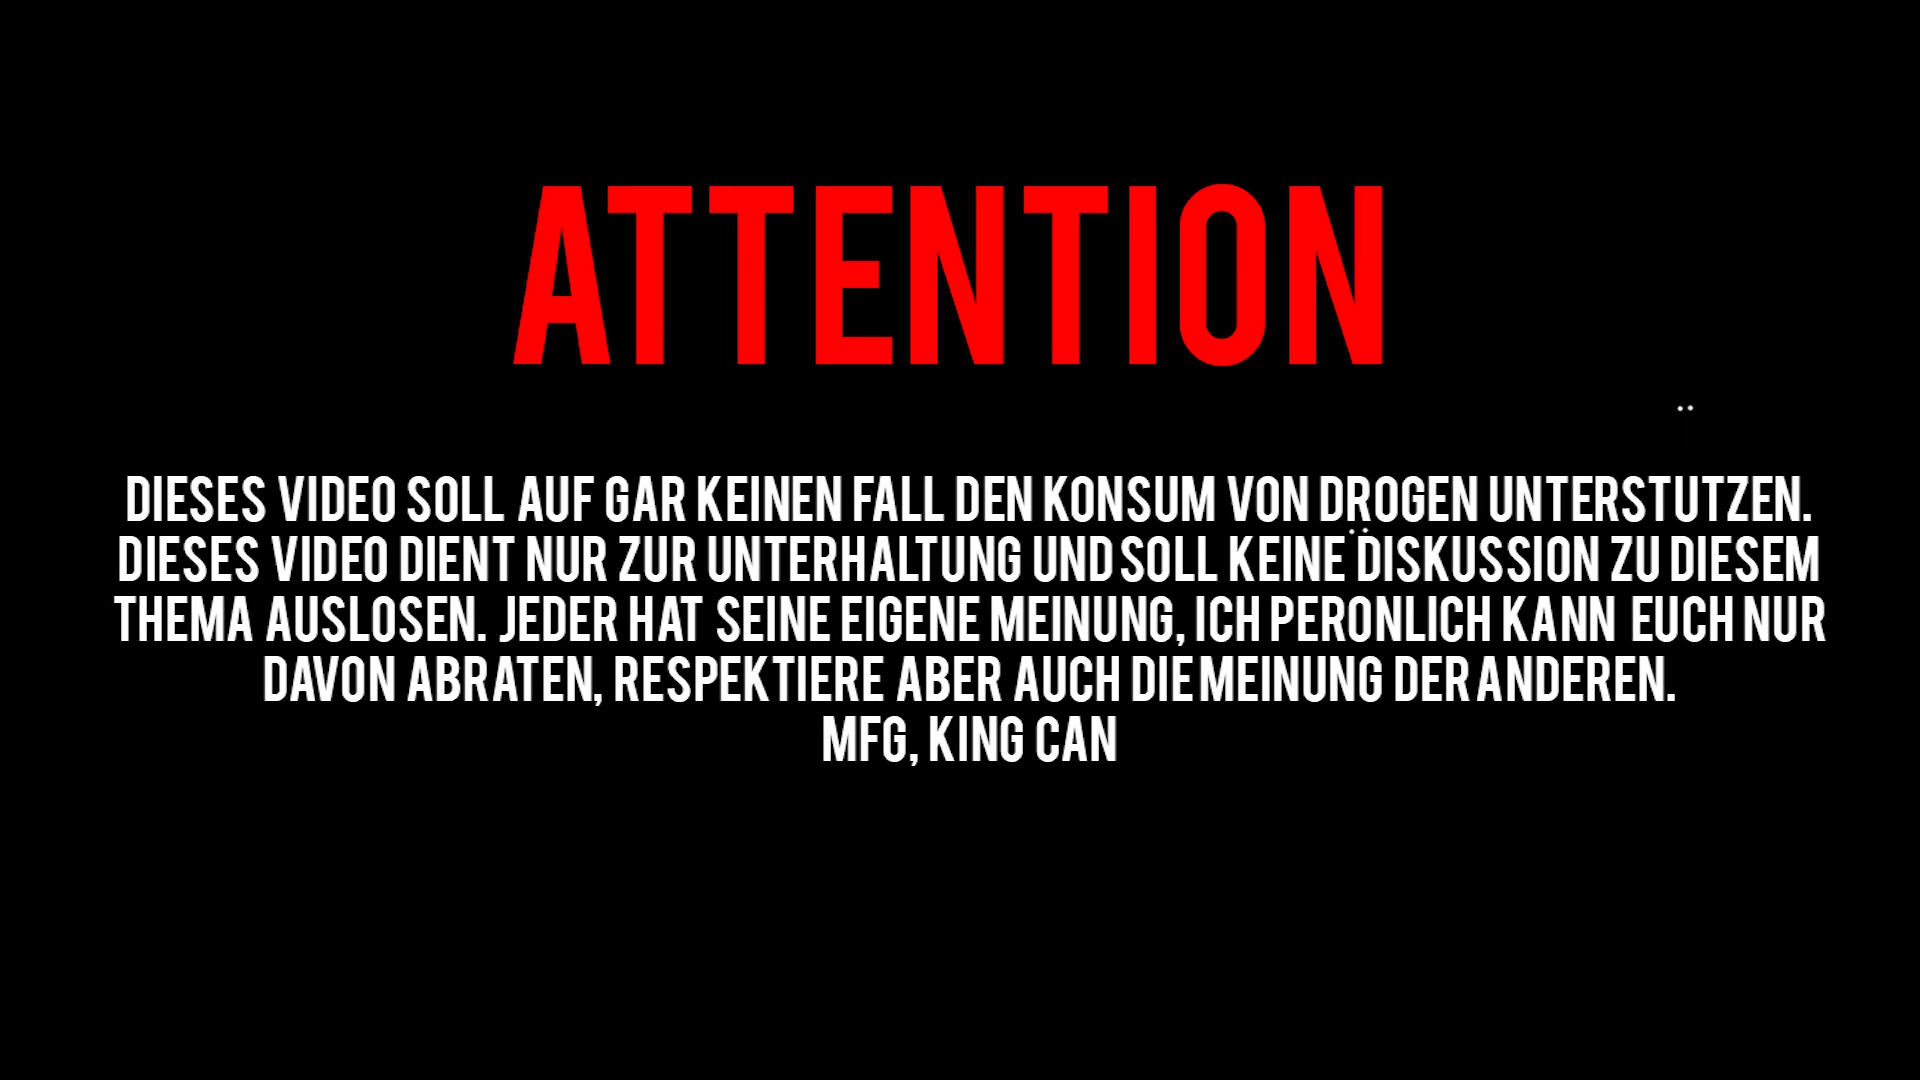 ATTENTION
DIESES VIDEO SOLL AUF GAR KEINEN FALL DEN KONSUM VON DROGEN UNTERSTUTZEN.
DIESES VIDEO DIENT NUR ZUR UNTERHALTUNG UND SOLL KEINE DISKUSSION ZU DIESEM
THEMA AUSLOSEN. JEDER HAT SEINE EIGENE MEINUNG, ICH PERONLICH KANN EUCH NUR
DAVON ABRATEN, RESPEKTIERE ABER AUCH DIE MEINUNG DER ANDEREN.
MFG, KING CAN